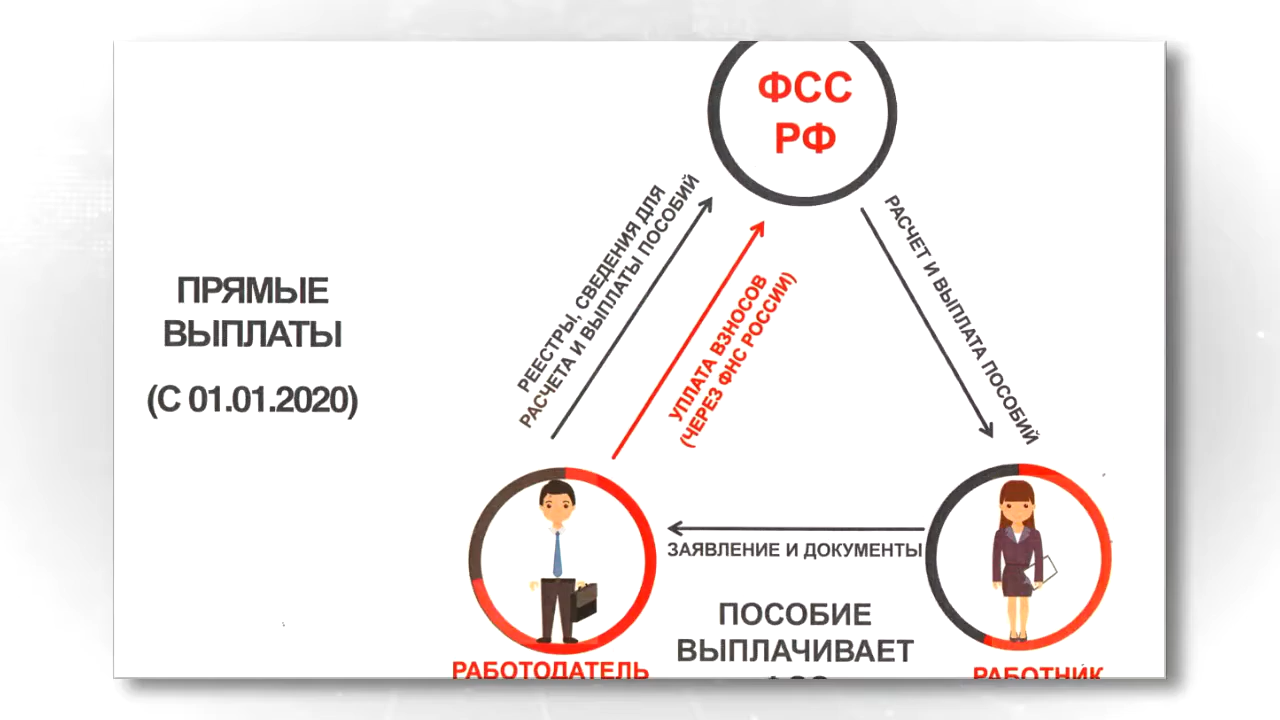 ФСС
РФ
РЕЕСТРЫ, СВЕДЕНИЯ ДЛЯ
РАСЧЕТА И ВЫПЛАТЫ ПОСОБИЙ
УПЛАТА ВЗНОСОВ
(ЧЕРЕЗ ФНС РОССИИ)
РАСЧЕТ И ВЫПЛАТА ПОСОБИЙ
ПРЯМЫЕ
ВЫПЛАТЫ
(С 01.01.2020)
ЗАЯВЛЕНИЕ И ДОКУМЕНТЫ
ПОСОБИЕ
ВЫПЛАЧИВАЕТ
РАБОТОДАТЕЛЬ
РАБОТНИК